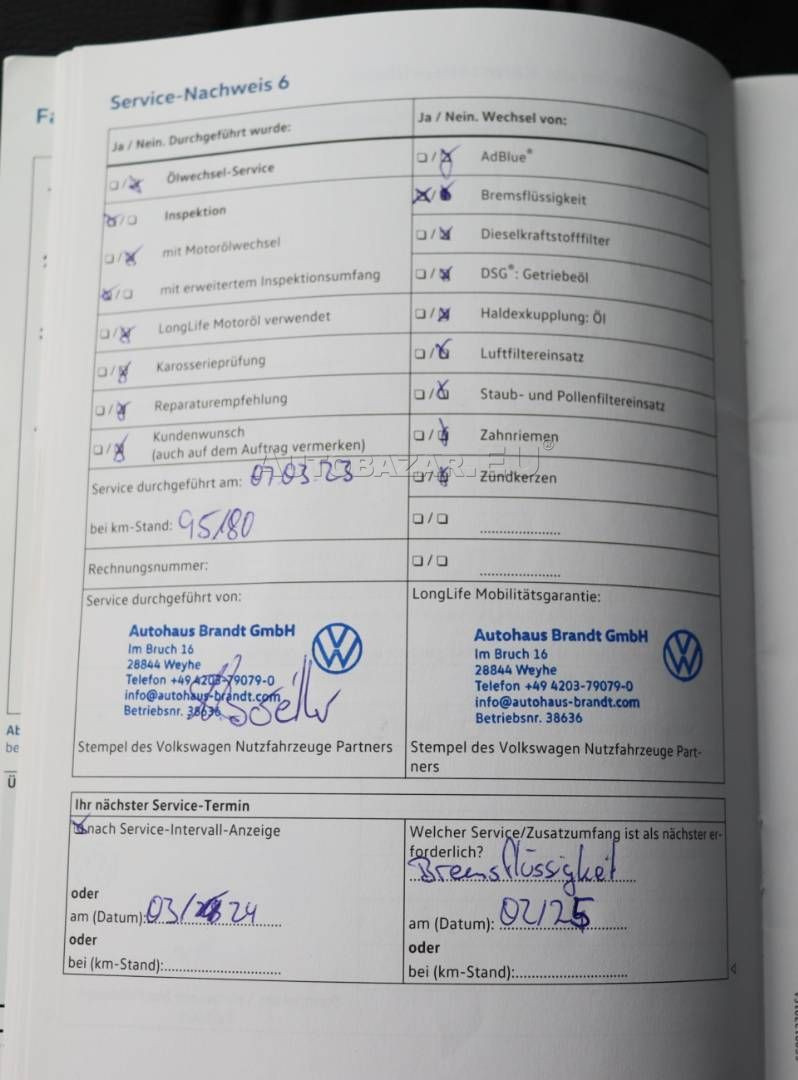 Service-Nachweis 6
Fa
Ja / Nein. Durchgeführt wurde:
Ja / Nein. Wechsel von:
Ölwechsel-Service
AdBlue®
Inspektion
Bremsflüssigkeit
mit Motorölwechsel
Dieselkraftstofffilter
mit erweitertem Inspektionsumfang
DSG®: Getriebeöl
LongLife Motoröl verwendet
Haldexkupplung: Öl
Karosserieprüfung
Luftfiltereinsatz
Reparaturempfehlung
Staub- und Pollenfiltereinsatz
Kundenwunsch
(auch auf dem Auftrag vermerken)
Zahnriemen
AUTOBAZAR.EU®
Service durchgeführt am: 07 03 23
Zündkerzen
bei km-Stand: 95180
Rechnungsnummer:
Service durchgeführt von:
LongLife Mobilitätsgarantie:
Autohaus Brandt GmbH
Im Bruch 16
28844 Weyhe
Telefon +49 4203-79079-0
info@autohaus-brandt.com
Betriebsnr. 38636
Autohaus Brandt GmbH
Im Bruch 16
28844 Weyhe
Telefon +49 4203-79079-0
info@autohaus-brandt.com
Betriebsnr. 38636
Stempel des Volkswagen Nutzfahrzeuge Partners
Stempel des Volkswagen Nutzfahrzeuge Part-
ners
Ihr nächster Service-Termin
nach Service-Intervall-Anzeige
oder
am (Datum): 03/24
oder
bei (km-Stand):
Welcher Service/Zusatzumfang ist als nächster er-
forderlich?
Bremsflüssigkeit
am (Datum): 02/25
oder
bei (km-Stand):
Ab
be
Ü